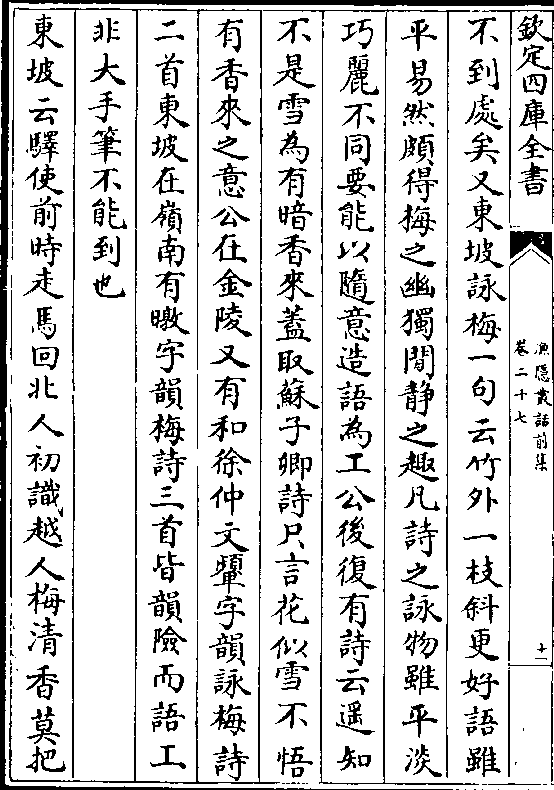 欽定四庫全書
漁隱叢話前集
卷二十七
十一
不到處矣又東坡詠梅一句云竹外一枝斜更好語雖
平易然頗得梅之幽獨閒静之趣凡詩之詠物雖平淡
巧麗不同要能以隨意造語為工公後復有詩云遥知
不是雪為有暗香來蓋取蘇子卿詩只言花似雪不悟
有香來之意公在金陵又有和徐仲文顰字韻詠梅詩
二首東坡在嶺南有暾字韻梅詩三首皆韻險而語工
非大手筆不能到也
東坡云驛使前時走馬回北人初識越人梅清香莫把